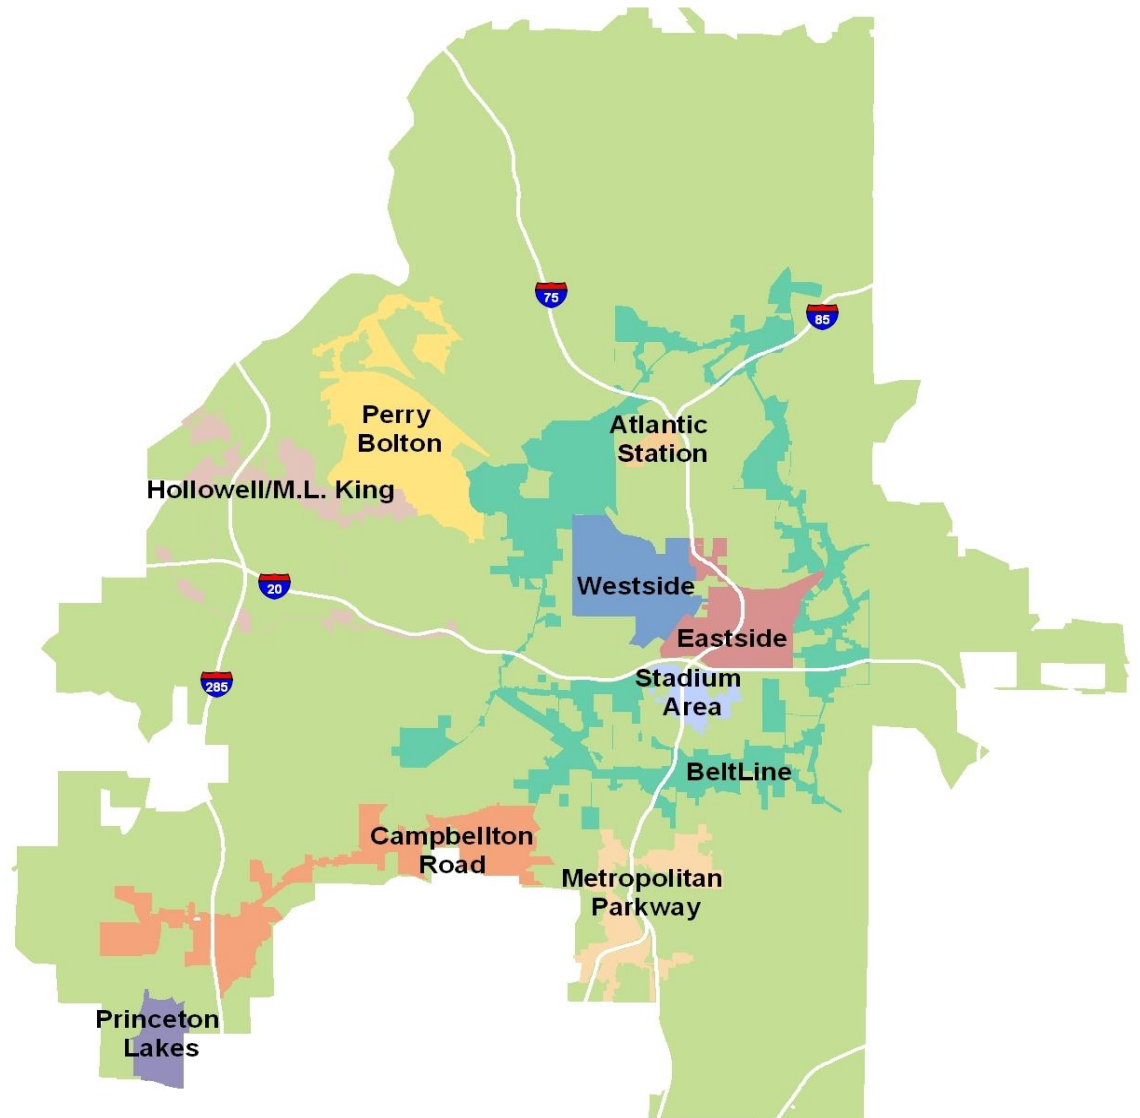 75
85
Perry
Bolton
Atlantic
Station
Hollowell/M.L. King
20
Westside
Eastside
285
Stadium
Area
BeltLine
Campbellton
Road
Metropolitan
Parkway
Princeton
Lakes